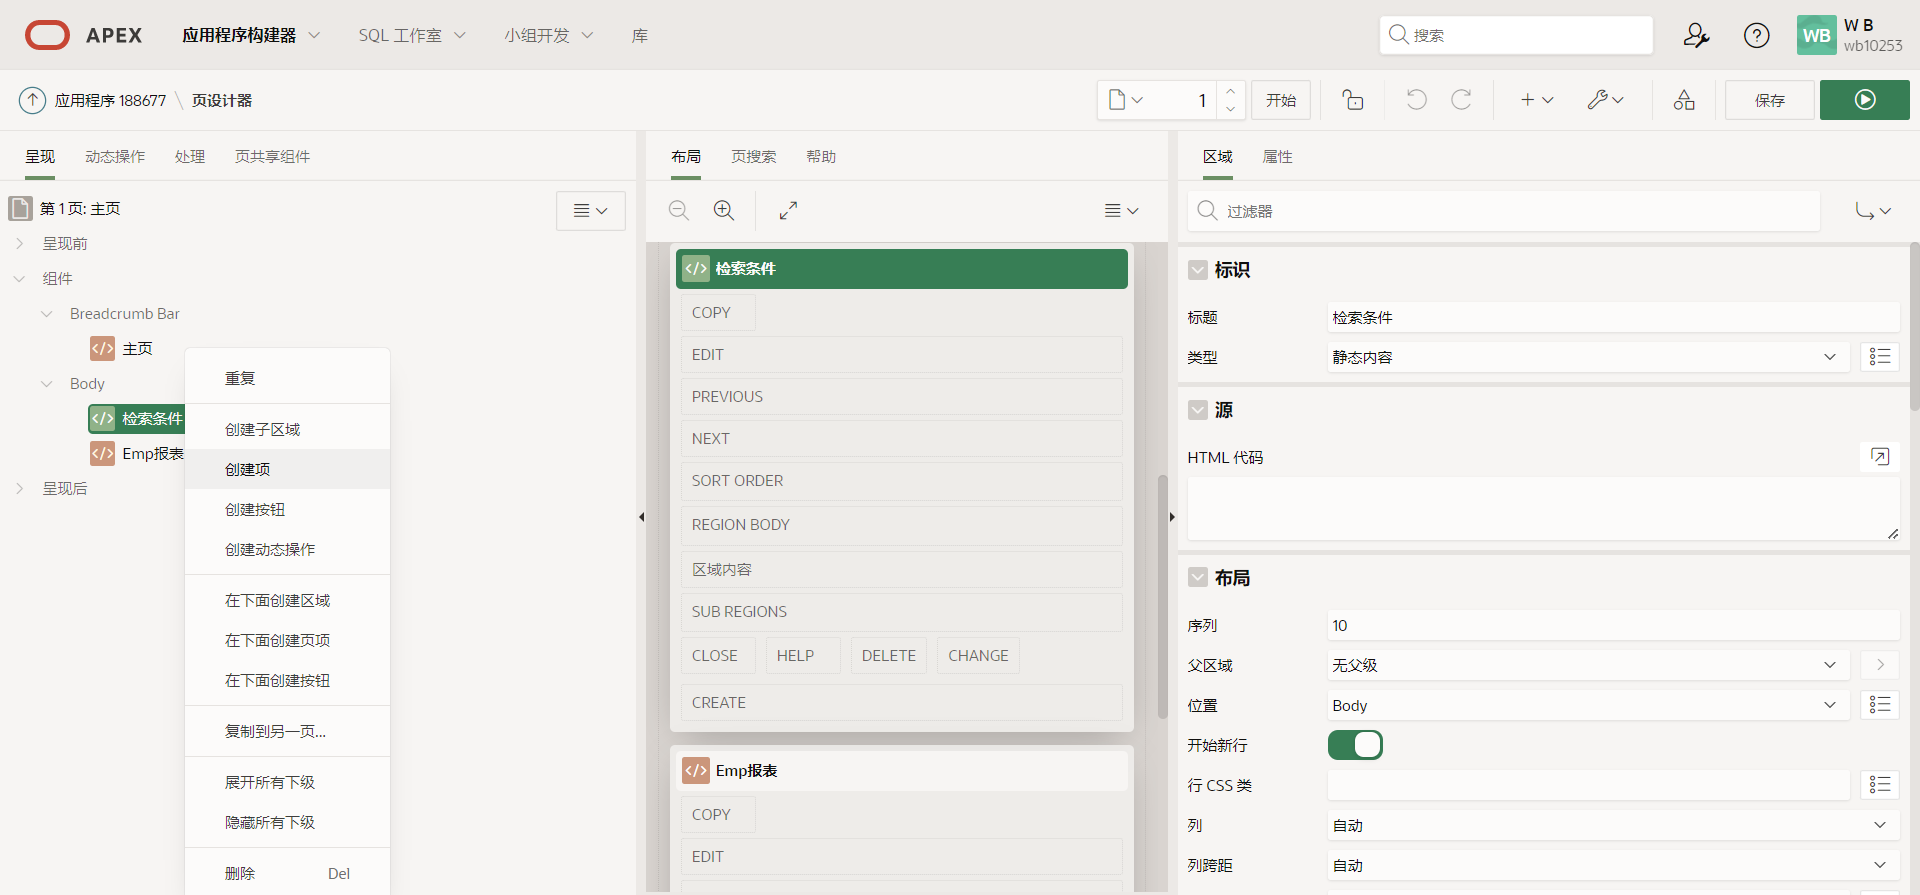 APEX
应用程序构建器
SQL 工作室
小组开发
库
搜索
WB
W B
wb10253
应用程序 188677 \ 页设计器
1
开始
保存
呈现
动态操作
处理
页共享组件
第 1 页: 主页
呈现前
组件
Breadcrumb Bar
主页
Body
检索条件
Emp报表
呈现后
重复
创建子区域
创建项
创建按钮
创建动态操作
在下面创建区域
在下面创建页项
在下面创建按钮
复制到另一页...
展开所有下级
隐藏所有下级
删除 Del
布局
页搜索
帮助
检索条件
COPY
EDIT
PREVIOUS
NEXT
SORT ORDER
REGION BODY
区域内容
SUB REGIONS
CLOSE HELP DELETE CHANGE
CREATE
Emp报表
COPY
EDIT
区域
属性
过滤器
标识
标题 检索条件
类型 静态内容
源
HTML 代码
布局
序列 10
父区域 无父级
位置 Body
开始新行
行 CSS 类
列 自动
列跨距 自动